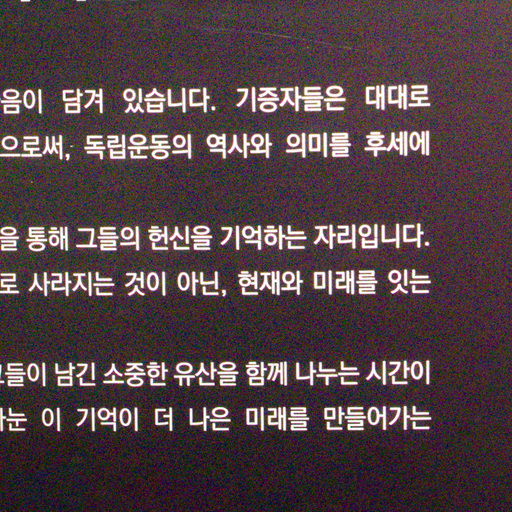 음이 담겨 있습니다. 기증자들은 대대로
으로써, 독립운동의 역사와 의미를 후세에
을 통해 그들의 헌신을 기억하는 자리입니다.
로 사라지는 것이 아닌, 현재와 미래를 잇는
그들이 남긴 소중한 유산을 함께 나누는 시간이
나눈 이 기억이 더 나은 미래를 만들어가는